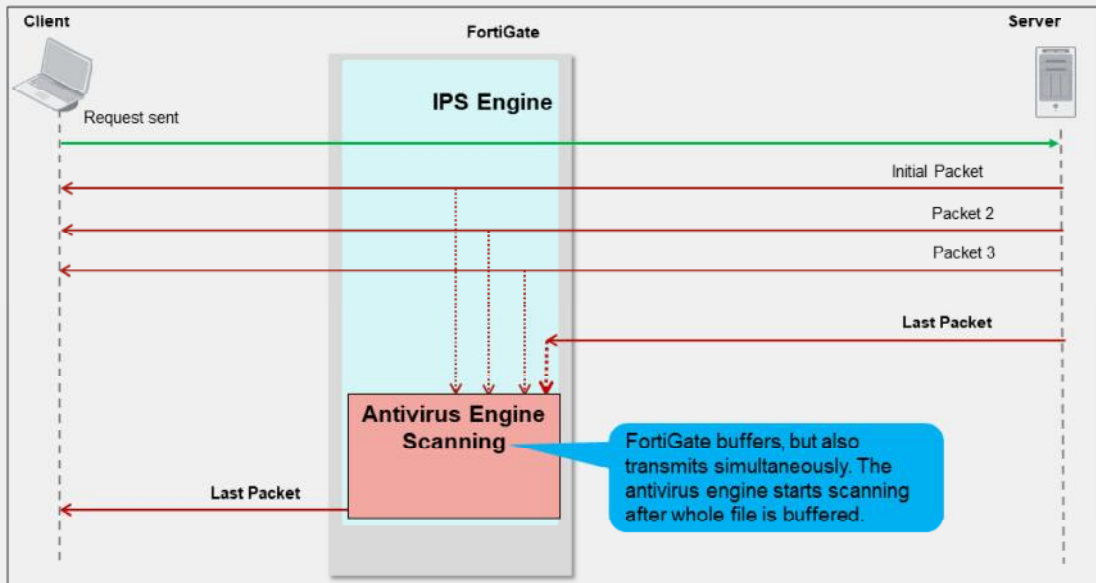 Client
FortiGate
Server
IPS Engine
Request sent
Initial Packet
Packet 2
Packet 3
Last Packet
Antivirus Engine
Scanning
FortiGate buffers, but also
transmits simultaneously. The
antivirus engine starts scanning
after whole file is buffered.
Last Packet